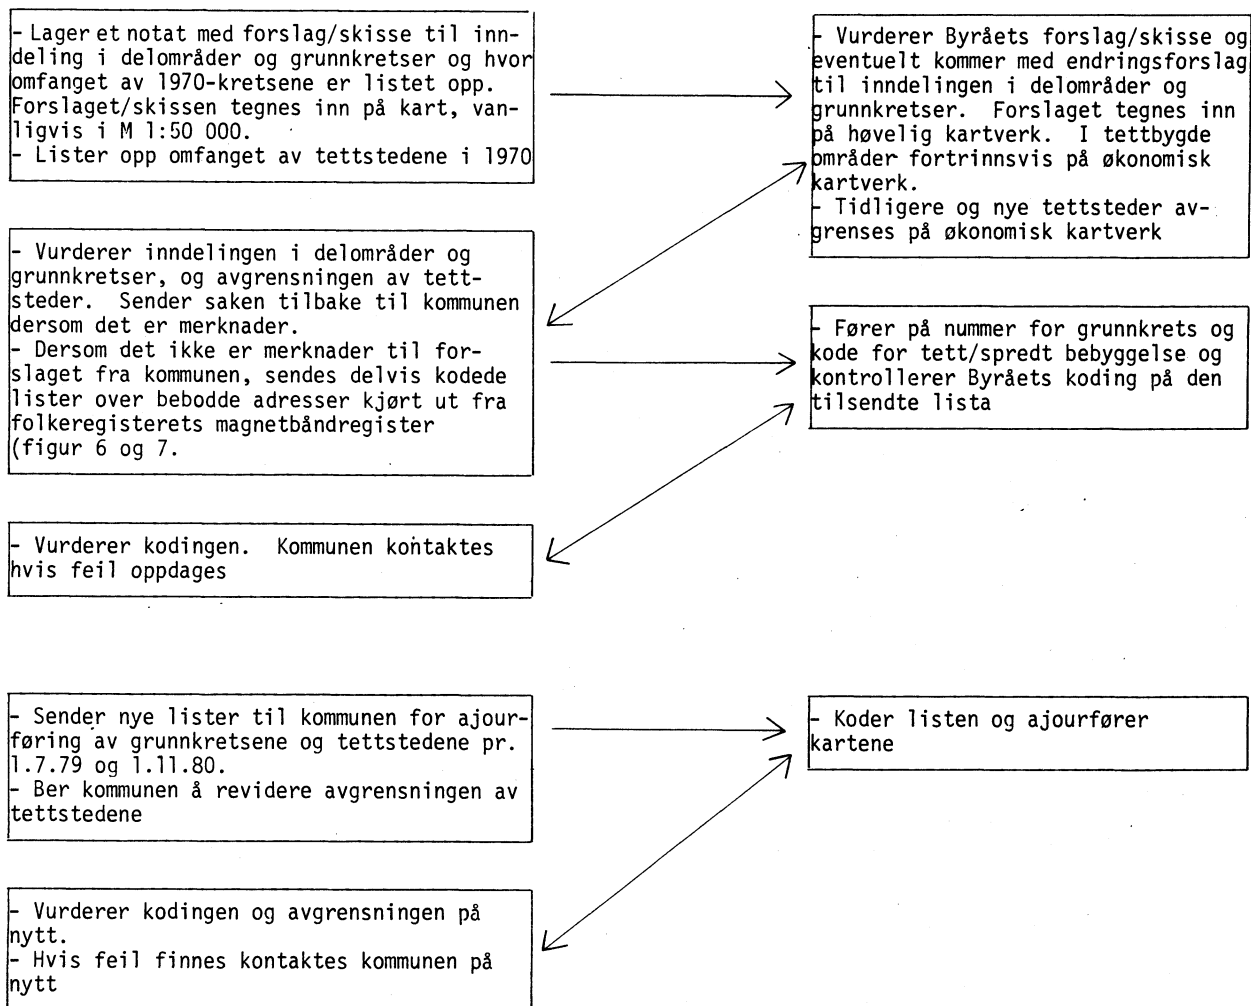 - Lager et notat med forslag/skisse til inn-
deling i delområder og grunnkretser og hvor
omfanget av 1970-kretsene er listet opp.
Forslaget/skissen tegnes inn på kart, van-
ligvis i M 1:50 000.
- Lister opp omfanget av tettstedene i 1970
- Vurderer Byråets forslag/skisse og
eventuelt kommer med endringsforslag
til inndelingen i delområder og
grunnkretser. Forslaget tegnes inn
på høvelig kartverk. I tettbygde
områder fortrinnsvis på økonomisk
kartverk.
- Tidligere og nye tettsteder av-
grenses på økonomisk kartverk
- Vurderer inndelingen i delområder og
grunnkretser, og avgrensningen av tett-
steder. Sender saken tilbake til kommunen
dersom det er merknader.
- Dersom det ikke er merknader til for-
slaget fra kommunen, sendes delvis kodede
lister over bebodde adresser kjørt ut fra
folkeregisterets magnetbåndregister
(figur 6 og 7.
- Fører på nummer for grunnkrets og
kode for tett/spredt bebyggelse og
kontrollerer Byråets koding på den
tilsendte lista
- Vurderer kodingen. Kommunen kontaktes
hvis feil oppdages
- Sender nye lister til kommunen for ajour-
føring av grunnkretsene og tettstedene pr.
1.7.79 og 1.11.80.
- Ber kommunen å revidere avgrensningen av
tettstedene
- Koder listen og ajourfører
kartene
- Vurderer kodingen og avgrensningen på
nytt.
- Hvis feil finnes kontaktes kommunen på
nytt